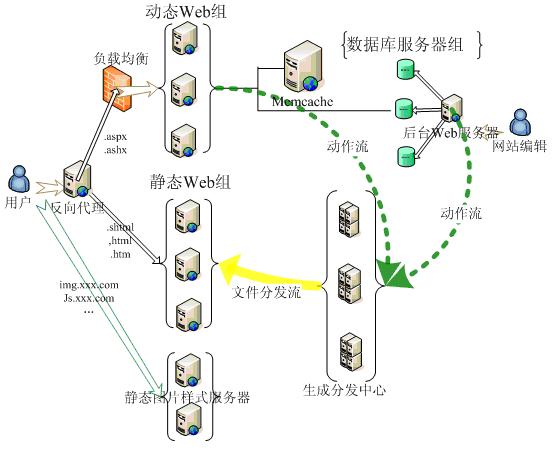 动态Web组
负载均衡
{数据库服务器组 }
Memcache
.aspx
.ashx
后台Web服务器
网站编辑
动作流
静态Web组
用户
反向代理
动作流
.shtml
,html
.htm
img.xxx.com
Js.xxx.com
...
文件分发流
静态图片样式服务器
生成分发中心